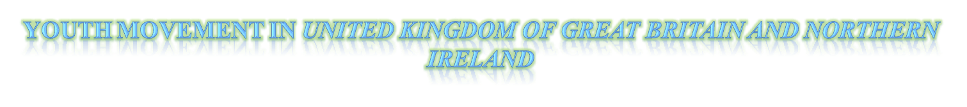 YOUTH MOVEMENT IN UNITED KINGDOM OF GREAT BRITAIN AND NORTHERN
IRELAND